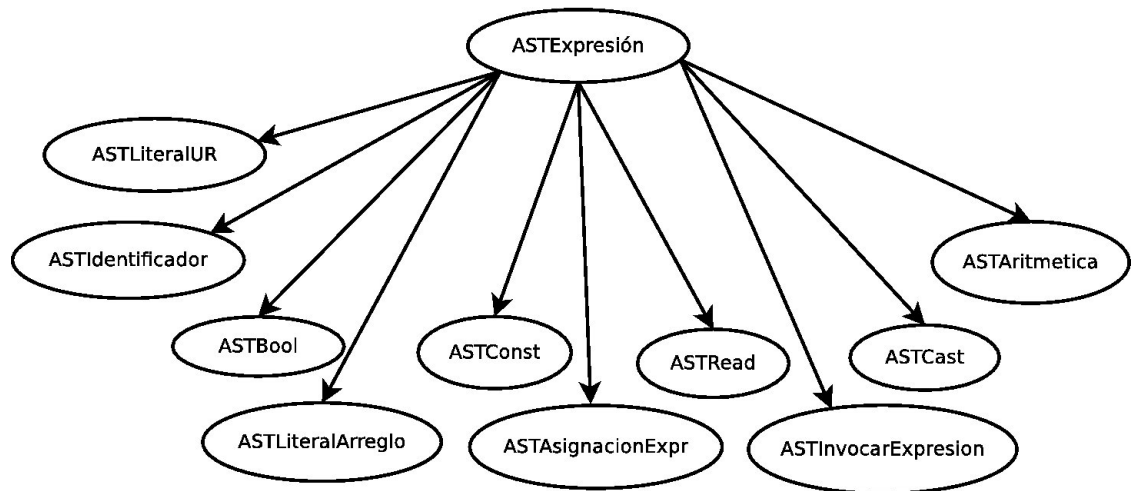 ASTExpresión
ASTLiteralUR
ASTIdentificador
ASTAritmetica
ASTBool
ASTConst
ASTRead
ASTCast
ASTLiteralArreglo
ASTAsignacionExpr
ASTInvocarExpresion